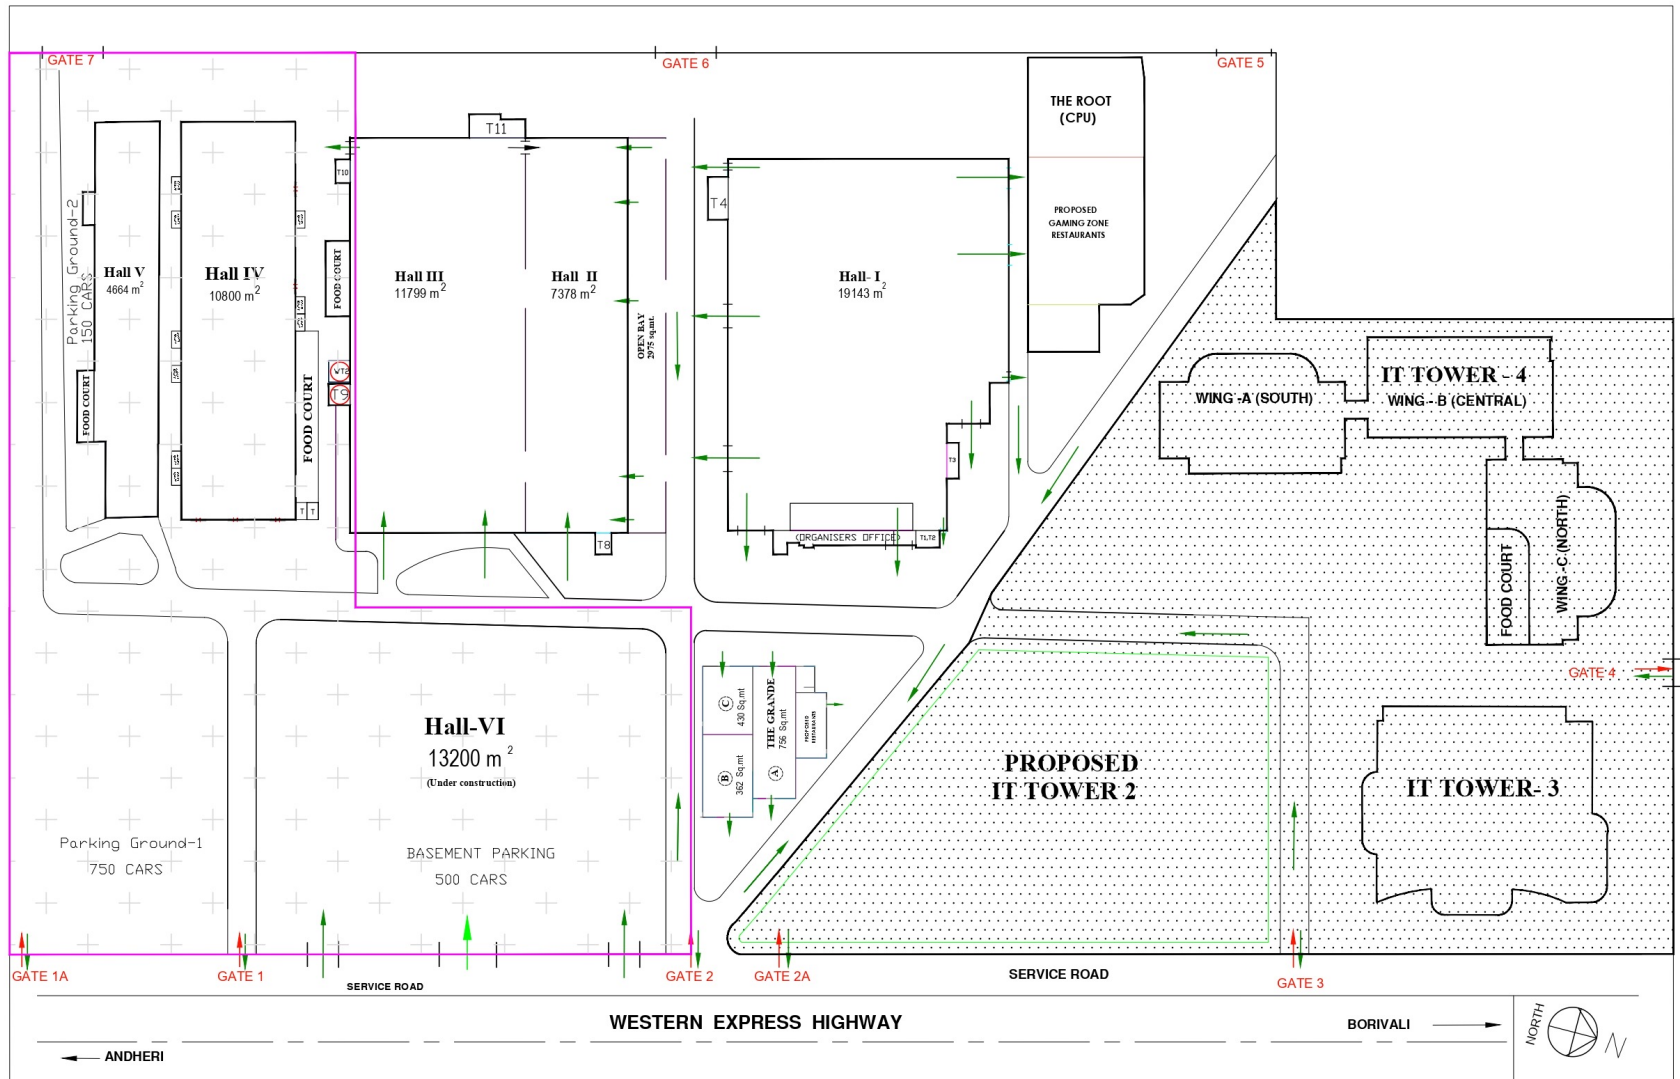 GATE 7
GATE 6
GATE 5
THE ROOT
(CPU)
T11
T10
T4
Parking Ground-2
150 CARS
PROPOSED
GAMING ZONE
RESTAURANTS
Hall V
4664 m2
Hall IV
10800 m2
FOOD COURT
Hall III
11799 m2
Hall II
7378 m2
Hall- I
19143 m2
OPEN BAY
2975 sq.mt.
FOOD COURT
FOOD COURT
WT2
T9
IT TOWER - 4
WING -A (SOUTH)
WING - B (CENTRAL)
T3
T T
T8
(ORGANISERS OFFICE)
T1,T2
FOOD COURT
WING -C (NORTH)
GATE 4
C
430 Sq.mt
THE GRANDE
756 Sq.mt
A
PROPOSED
RESTAURANTS
B
362 Sq.mt
Hall-VI
13200 m2
(Under construction)
PROPOSED
IT TOWER 2
IT TOWER- 3
Parking Ground-1
750 CARS
BASEMENT PARKING
500 CARS
GATE 1A
GATE 1
GATE 2
GATE 2A
GATE 3
SERVICE ROAD
SERVICE ROAD
WESTERN EXPRESS HIGHWAY
BORIVALI
ANDHERI
NORTH
N